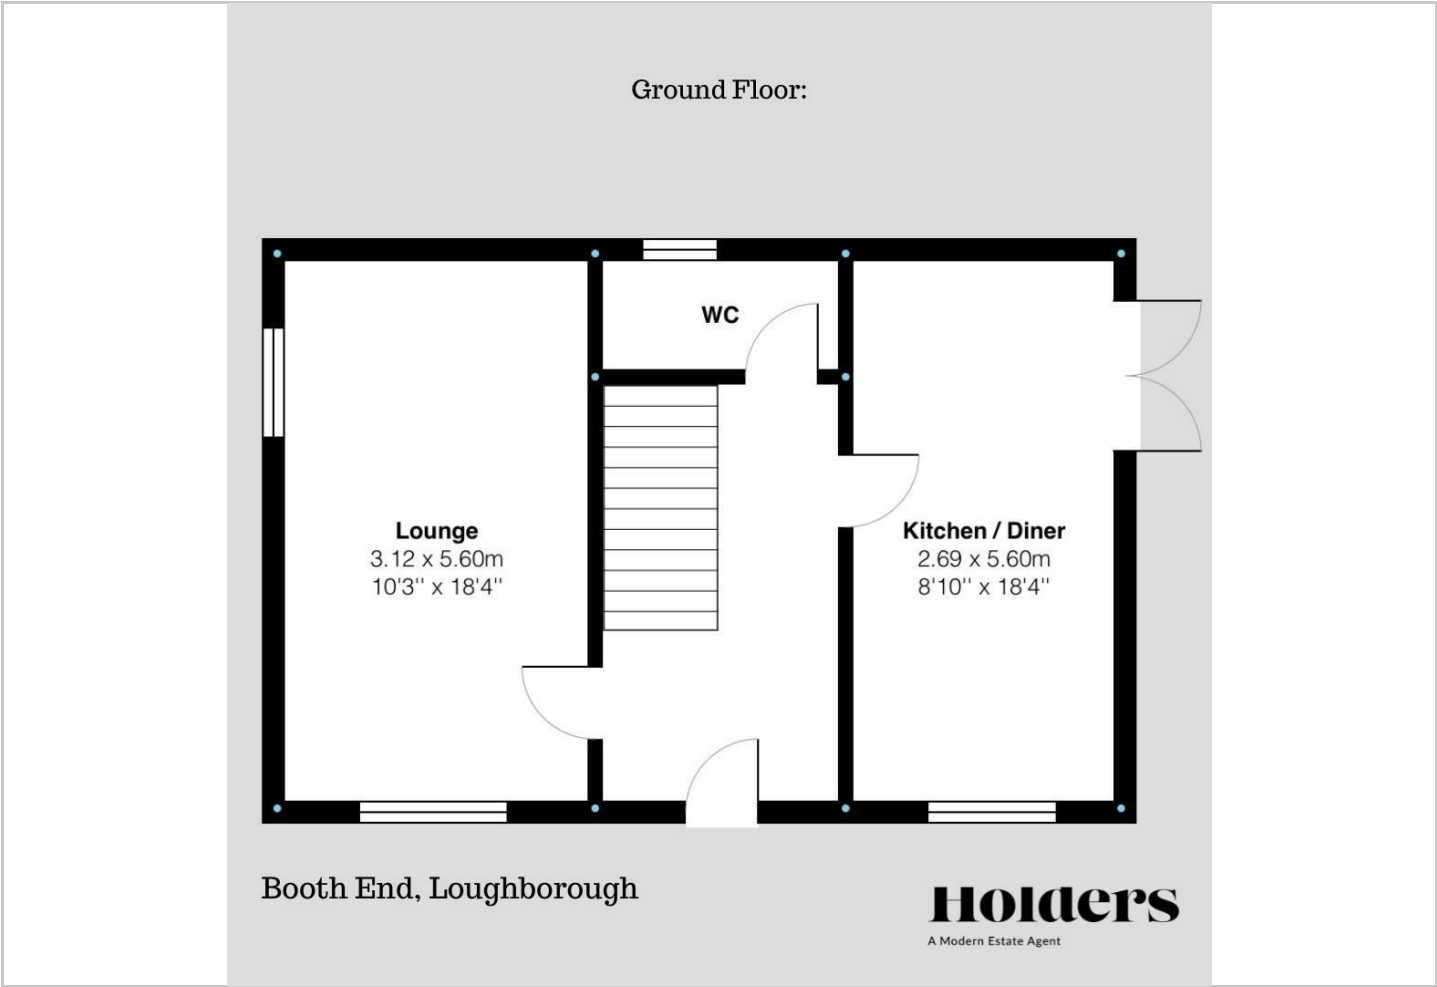 Ground Floor:
WC
Lounge
3.12 x 5.60m
10'3'' x 18'4''
Kitchen / Diner
2.69 x 5.60m
8'10'' x 18'4''
Booth End, Loughborough
Holders
A Modern Estate Agent